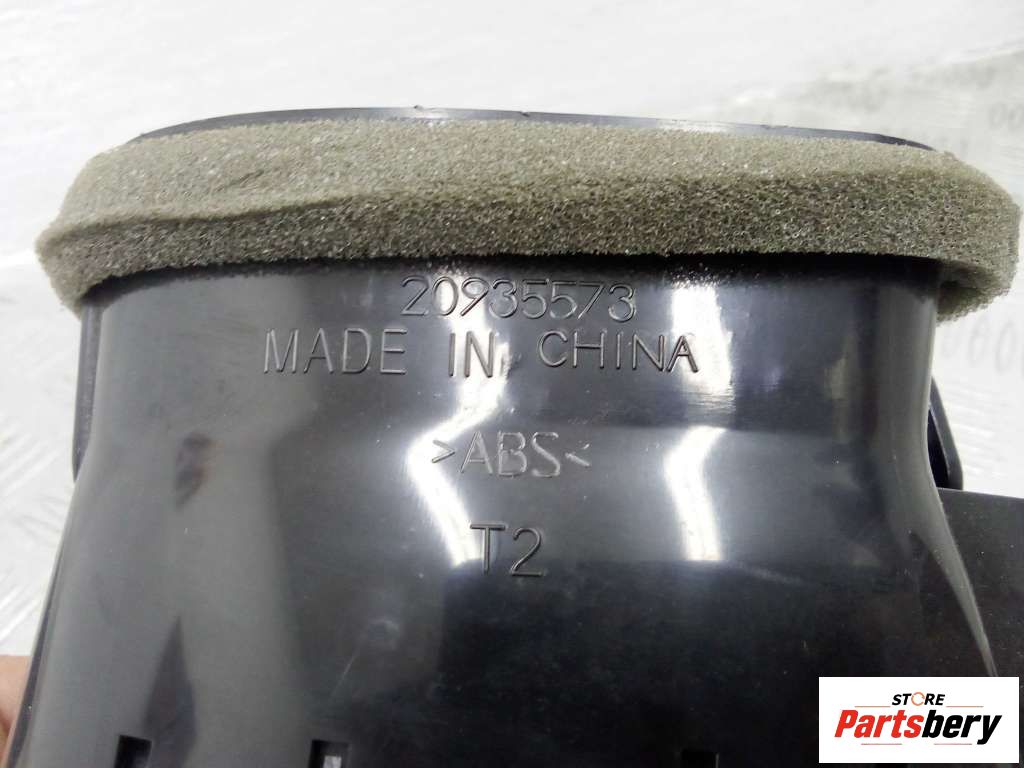 20935573
MADE IN CHINA
>ABS<
T2
STORE
Partsbery